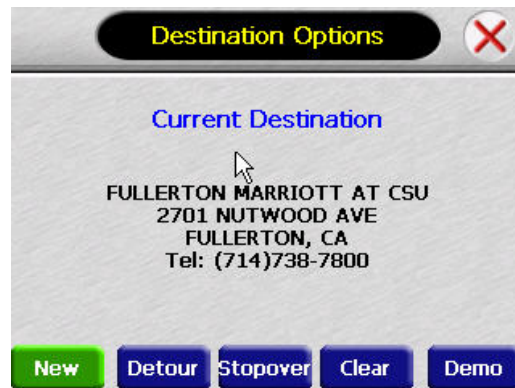 Destination Options
Current Destination
FULLERTON MARRIOTT AT CSU
2701 NUTWOOD AVE
FULLERTON, CA
Tel: (714)738-7800
New Detour Stopover Clear Demo